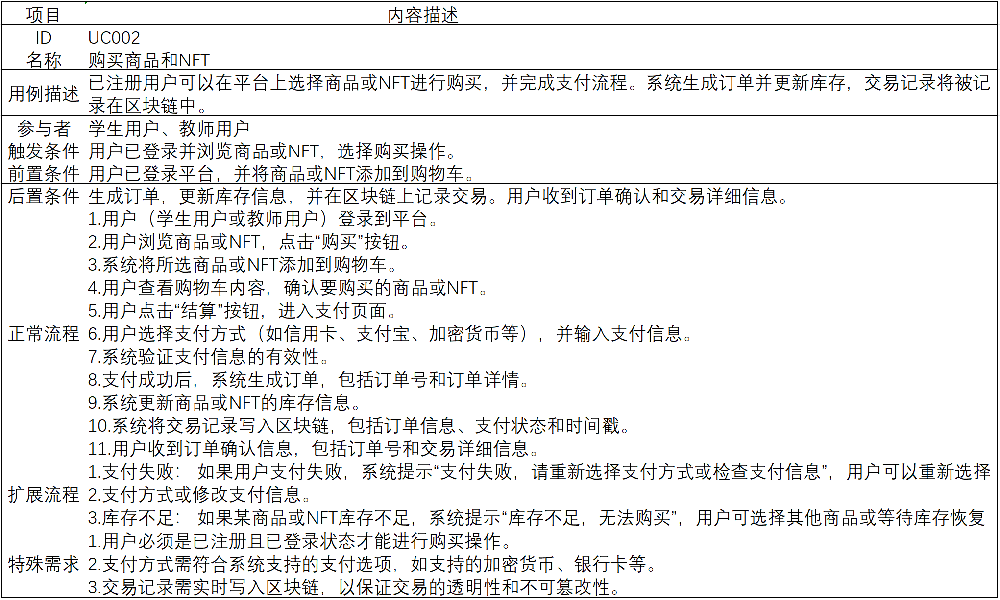 项目
内容描述
ID
UC002
名称
购买商品和NFT
用例描述
已注册用户可以在平台上选择商品或NFT进行购买，并完成支付流程。系统生成订单并更新库存，交易记录将被记
录在区块链中。
参与者
学生用户、教师用户
触发条件
用户已登录并浏览商品或NFT，选择购买操作。
前置条件
用户已登录平台，并将商品或NFT添加到购物车。
后置条件
生成订单，更新库存信息，并在区块链上记录交易。用户收到订单确认和交易详细信息。
正常流程
1.用户（学生用户或教师用户）登录到平台。
2.用户浏览商品或NFT，点击“购买”按钮。
3.系统将所选商品或NFT添加到购物车。
4.用户查看购物车内容，确认要购买的商品或NFT。
5.用户点击“结算”按钮，进入支付页面。
6.用户选择支付方式（如信用卡、支付宝、加密货币等），并输入支付信息。
7.系统验证支付信息的有效性。
8.支付成功后，系统生成订单，包括订单号和订单详情。
9.系统更新商品或NFT的库存信息。
10.系统将交易记录写入区块链，包括订单信息、支付状态和时间戳。
11.用户收到订单确认信息，包括订单号和交易详细信息。
扩展流程
1.支付失败： 如果用户支付失败，系统提示“支付失败，请重新选择支付方式或检查支付信息”，用户可以重新选择
2.支付方式或修改支付信息。
3.库存不足： 如果某商品或NFT库存不足，系统提示“库存不足，无法购买”，用户可选择其他商品或等待库存恢复
特殊需求
1.用户必须是已注册且已登录状态才能进行购买操作。
2.支付方式需符合系统支持的支付选项，如支持的加密货币、银行卡等。
3.交易记录需实时写入区块链，以保证交易的透明性和不可篡改性。